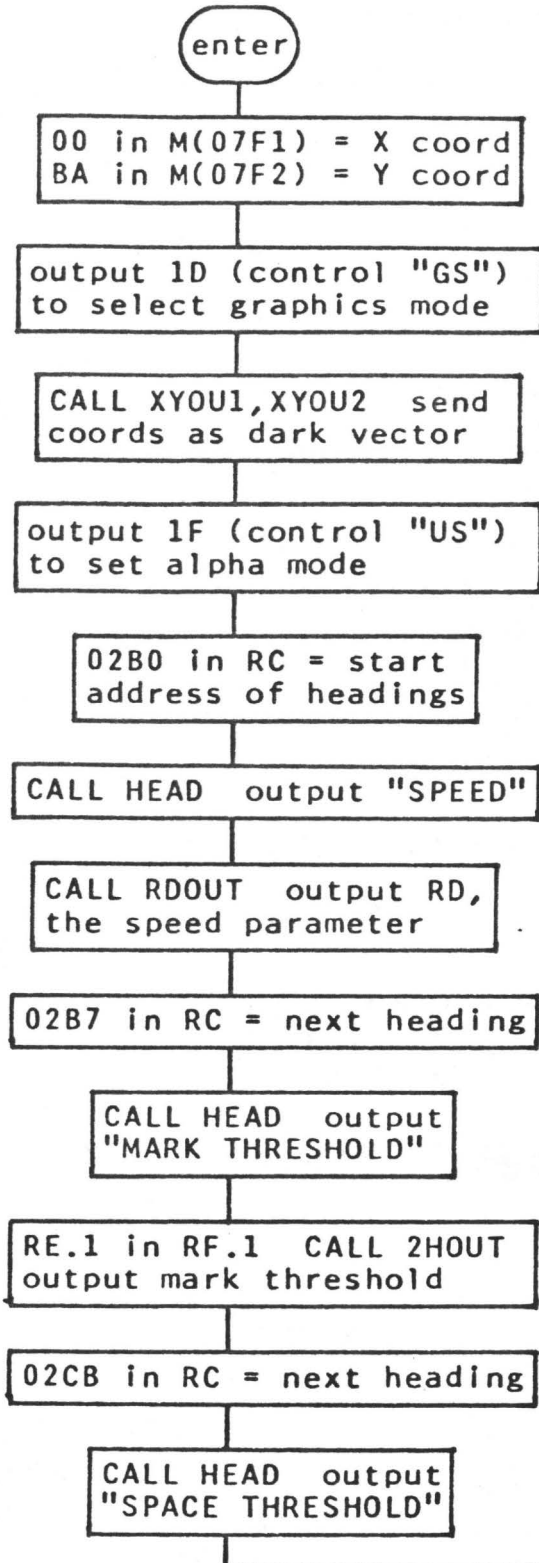 enter
00 in M(07F1) = X coord
BA in M(07F2) = Y coord
output 1D (control "GS")
to select graphics mode
CALL XYOU1,XYOU2 send
coords as dark vector
output 1F (control "US")
to set alpha mode
02B0 in RC = start
address of headings
CALL HEAD output "SPEED"
CALL RDOUT output RD,
the speed parameter
02B7 in RC = next heading
CALL HEAD output
"MARK THRESHOLD"
RE.1 in RF.1 CALL 2HOUT
output mark threshold
02CB in RC = next heading
CALL HEAD output
"SPACE THRESHOLD"